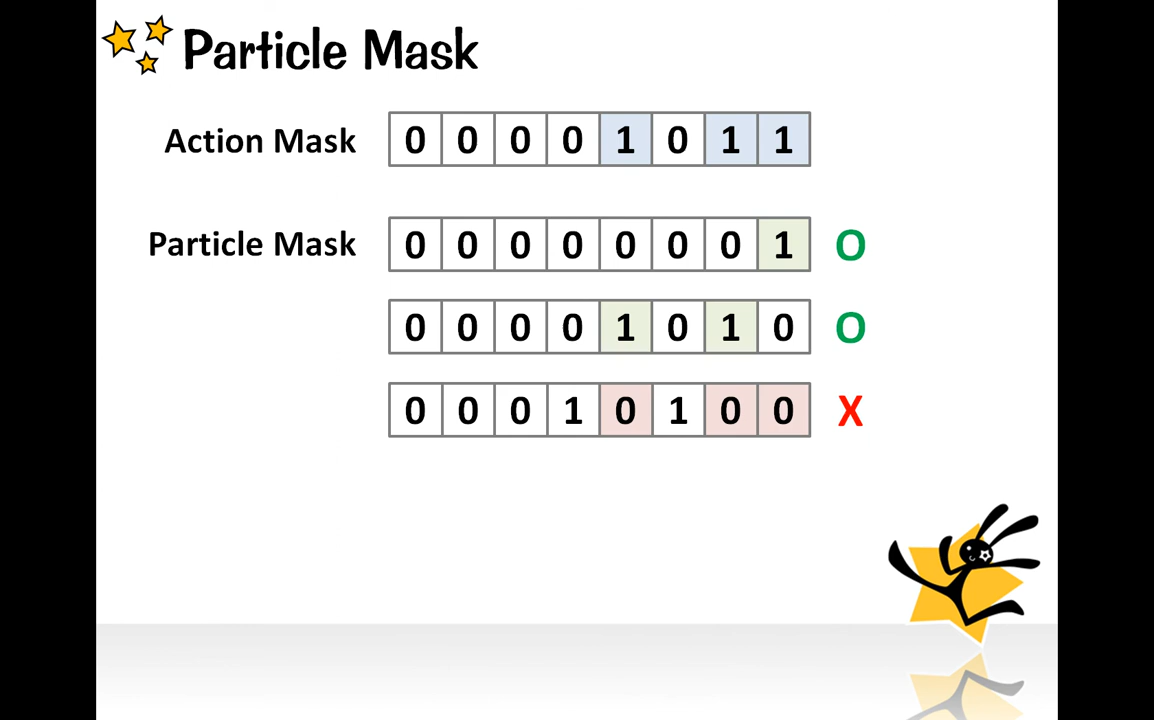 Particle Mask
Action Mask 0 0 0 0 1 0 1 1
Particle Mask 0 0 0 0 0 0 0 1 O
0 0 0 0 1 0 1 0 O
0 0 0 1 0 1 0 0 X